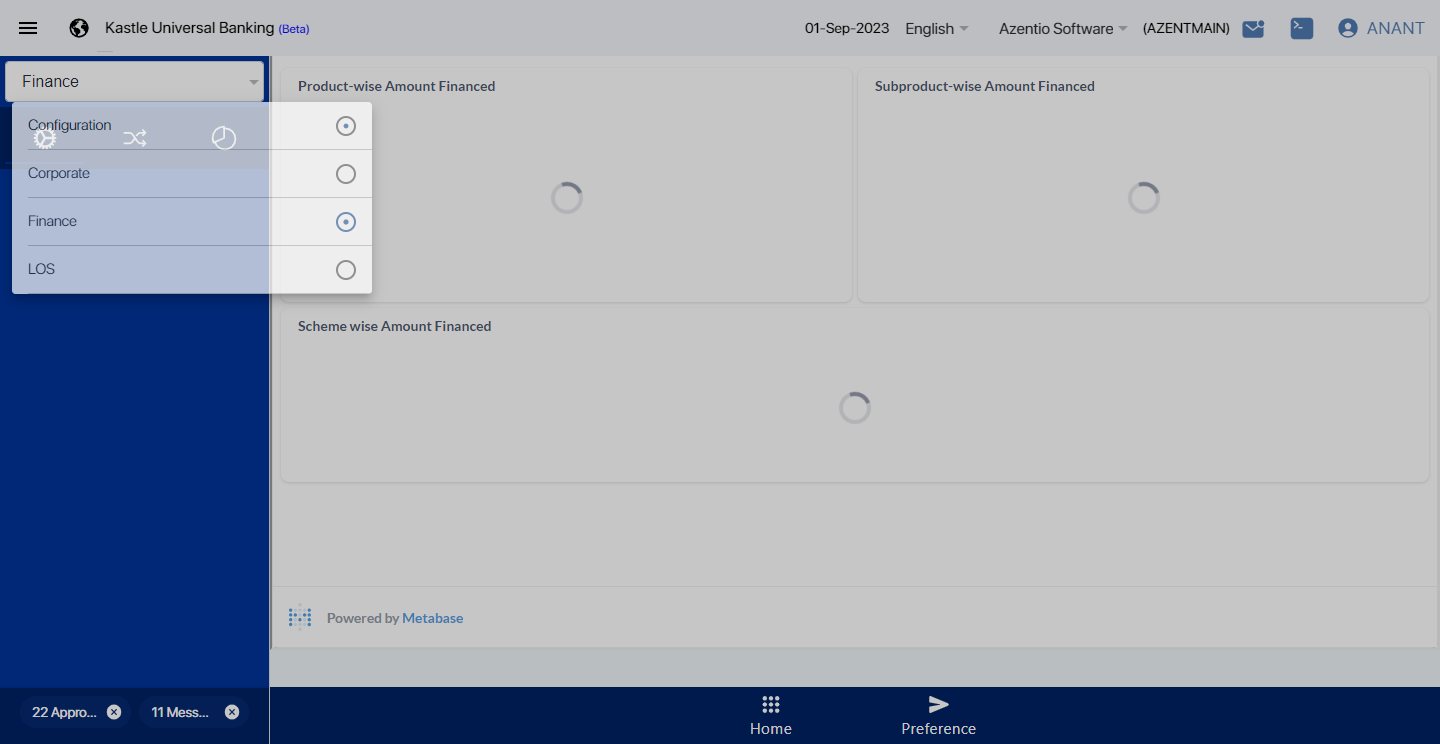 Kastle Universal Banking (Beta)
01-Sep-2023
English
Azentio Software
(AZENTMAIN)
ANANT
Finance
Configuration
Corporate
Finance
LOS
Product-wise Amount Financed
Subproduct-wise Amount Financed
Scheme wise Amount Financed
Powered by Metabase
22 Appro...
11 Mess...
Home
Preference